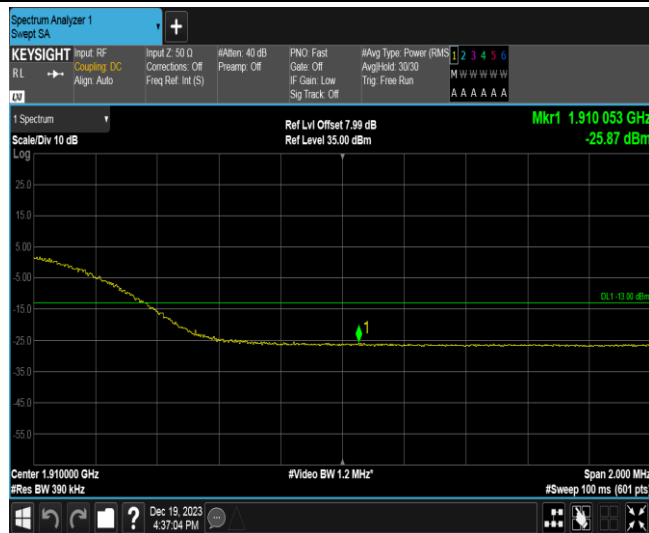 Spectrum Analyzer 1
Swept SA
+
KEYSIGHT
RL
LXI
Input: RF
Coupling: DC
Align: Auto
Input Z: 50 Ω
Corrections: Off
Freq Ref: Int (S)
#Atten: 40 dB
Preamp: Off
PNO: Fast
Gate: Off
IF Gain: Low
Sig Track: Off
#Avg Type: Power (RMS
Avg|Hold: 30/30
Trig: Free Run
1 2 3 4 5 6
M W W W W W
A A A A A A
1 Spectrum
Scale/Div 10 dB
Ref Lvl Offset 7.99 dB
Ref Level 35.00 dBm
Mkr1 1.910 053 GHz
-25.87 dBm
Log
25.0
15.0
5.00
-5.00
DL1 -13.00 dBm
-15.0
1
-25.0
-35.0
-45.0
-55.0
Center 1.910000 GHz
#Video BW 1.2 MHz*
Span 2.000 MHz
#Res BW 390 kHz
#Sweep 100 ms (601 pts)
?
Dec 19, 2023
4:37:04 PM